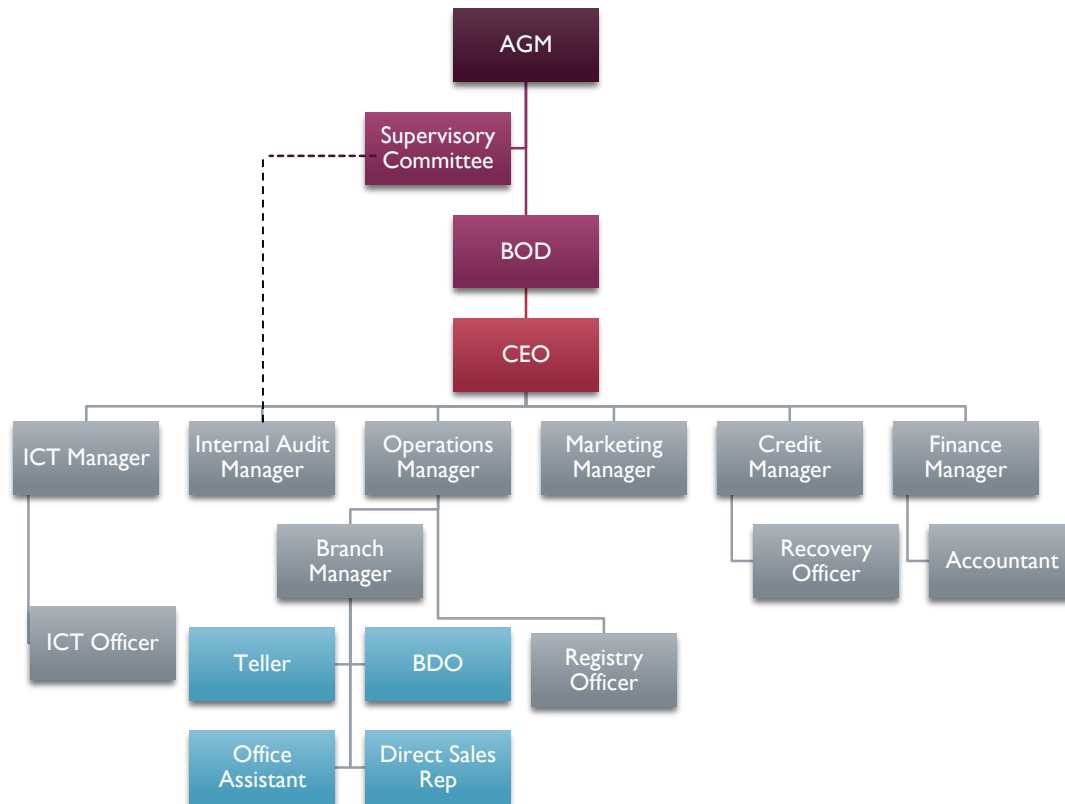 AGM
Supervisory
Committee
BOD
CEO
ICT Manager
Internal Audit
Manager
Operations
Manager
Marketing
Manager
Credit
Manager
Finance
Manager
Branch
Manager
Recovery
Officer
Accountant
ICT Officer
Teller
BDO
Registry
Officer
Office
Assistant
Direct Sales
Rep